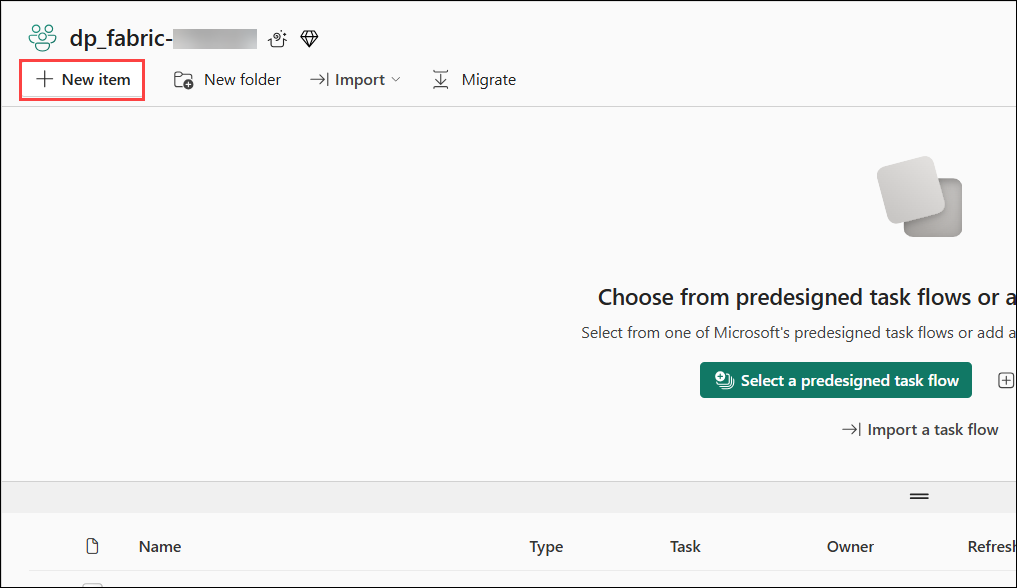 dp_fabric-
New item New folder Import Migrate
Choose from predesigned task flows or a
Select from one of Microsoft's predesigned task flows or add a
Select a predesigned task flow
Import a task flow
Name Type Task Owner Refresh